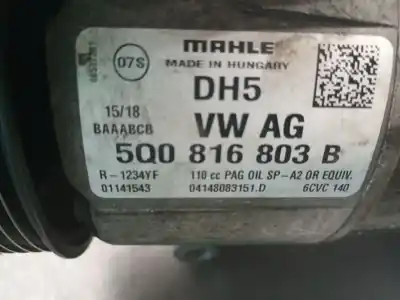 MAHLE
07S
MADE IN HUNGARY
DH5
15/18
BAAABCB
VW AG
5Q0 816 803 B
R-1234YF
110 cc PAG OIL SP-A2 OR EQUIV.
01141543
04148083151.D
6CVC 140